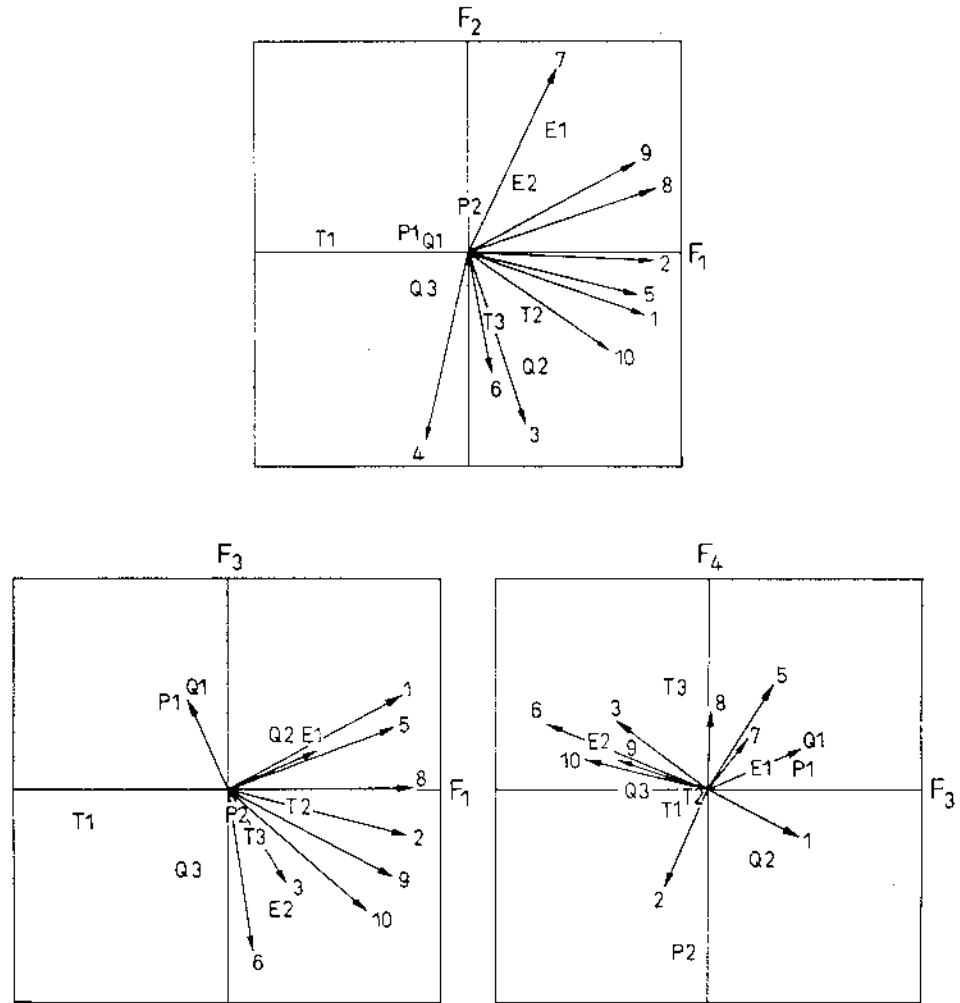 F2
7
E1
9
E2
8
P2
T1 P1 Q1 F1
2
Q3
5
T3 T2 1
10
Q2
6
3
4
F3 F4
Q1 1
P1
5
Q2 E1
8 F1
T1 P2 T2
T3 2
Q3
3 9
E2 10
6
T3 8 5
6 3
7
E2 9 Q1
10 E1 P1
Q3 T2 F3
T1
1
Q2
2
P2